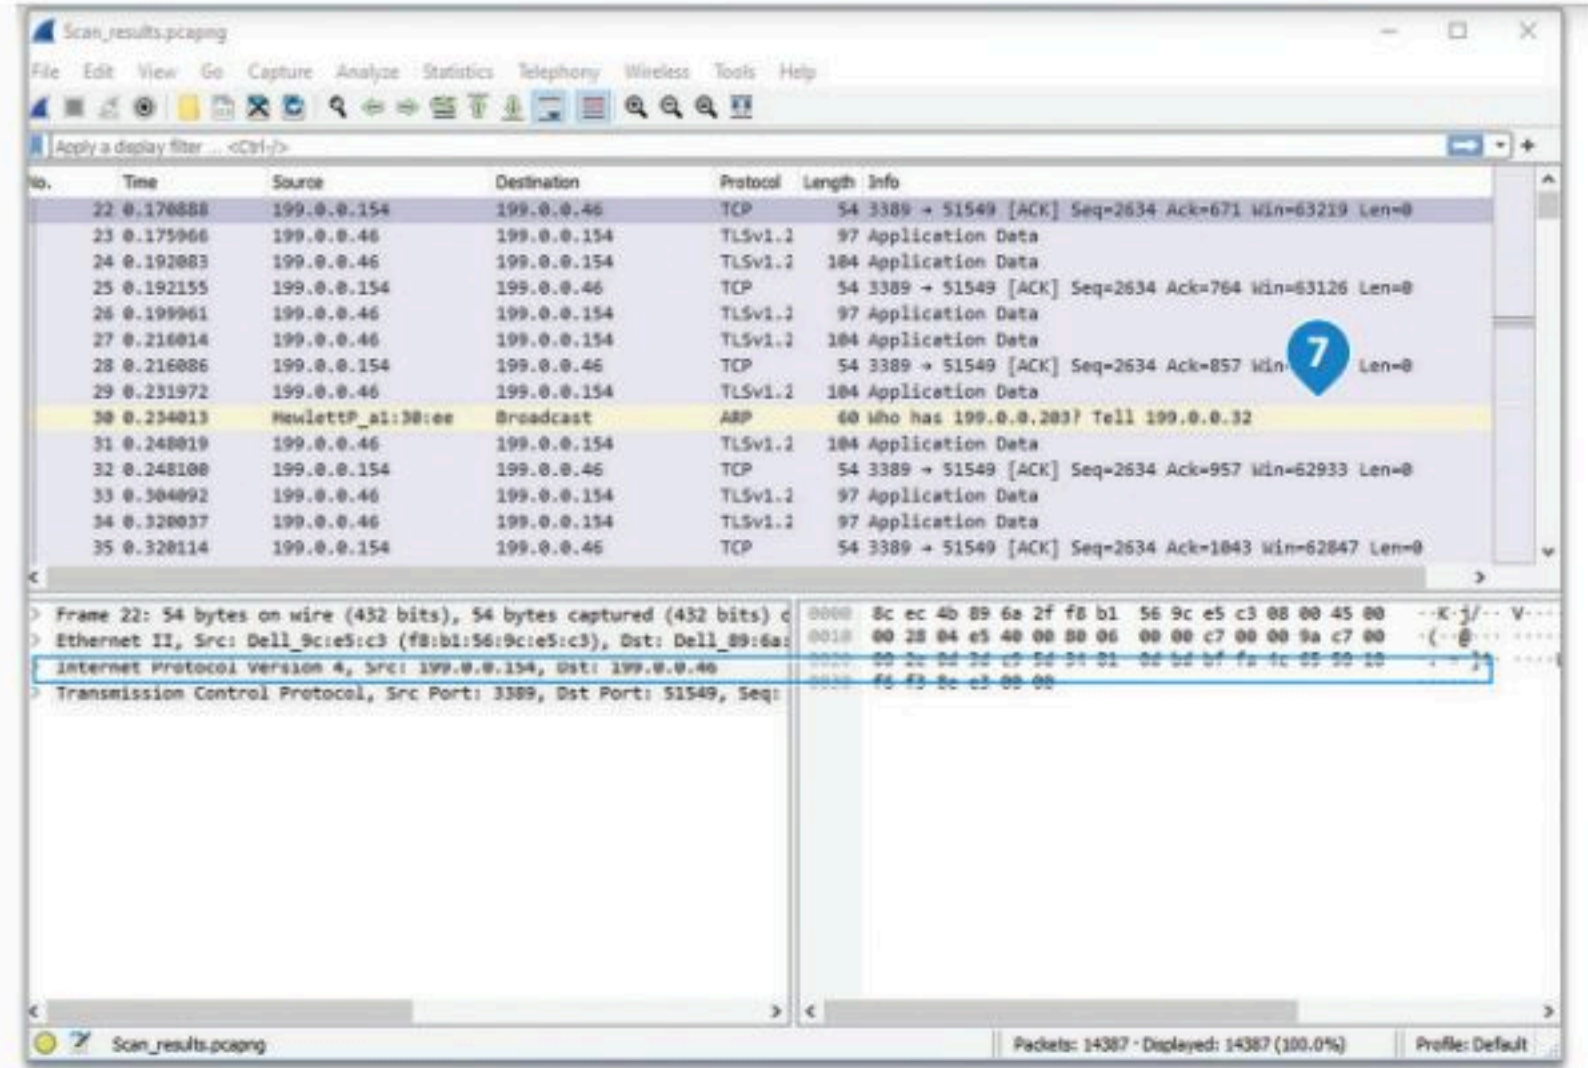 Scan_results.pcapng
File Edit View Go Capture Analyze Statistics Telephony Wireless Tools Help
Apply a display filter ... <Ctrl-/>
No. Time Source Destination Protocol Length Info
22 0.170888 199.0.0.154 199.0.0.46 TCP 54 3389 → 51549 [ACK] Seq=2634 Ack=671 Win=63219 Len=0
23 0.175966 199.0.0.46 199.0.0.154 TLSv1.2 97 Application Data
24 0.192083 199.0.0.46 199.0.0.154 TLSv1.2 104 Application Data
25 0.192155 199.0.0.154 199.0.0.46 TCP 54 3389 → 51549 [ACK] Seq=2634 Ack=764 Win=63126 Len=0
26 0.199961 199.0.0.46 199.0.0.154 TLSv1.2 97 Application Data
27 0.216014 199.0.0.46 199.0.0.154 TLSv1.2 104 Application Data
7
28 0.216086 199.0.0.154 199.0.0.46 TCP 54 3389 → 51549 [ACK] Seq=2634 Ack=857 Win Len=0
29 0.231972 199.0.0.46 199.0.0.154 TLSv1.2 104 Application Data
30 0.234013 HewlettP_a1:30:ee Broadcast ARP 60 Who has 199.0.0.203? Tell 199.0.0.32
31 0.248019 199.0.0.46 199.0.0.154 TLSv1.2 104 Application Data
32 0.248100 199.0.0.154 199.0.0.46 TCP 54 3389 → 51549 [ACK] Seq=2634 Ack=957 Win=62933 Len=0
33 0.304092 199.0.0.46 199.0.0.154 TLSv1.2 97 Application Data
34 0.320037 199.0.0.46 199.0.0.154 TLSv1.2 97 Application Data
35 0.320114 199.0.0.154 199.0.0.46 TCP 54 3389 → 51549 [ACK] Seq=2634 Ack=1043 Win=62847 Len=0
Frame 22: 54 bytes on wire (432 bits), 54 bytes captured (432 bits) o
Ethernet II, Src: Dell_9c:e5:c3 (f8:b1:56:9c:e5:c3), Dst: Dell_89:6a:
Internet Protocol Version 4, Src: 199.0.0.154, Dst: 199.0.0.46
Transmission Control Protocol, Src Port: 3389, Dst Port: 51549, Seq:
0000 8c ec 4b 89 6a 2f f8 b1 56 9c e5 c3 08 00 45 00 ··K·j/·· V····
0010 00 28 04 e5 40 00 80 06 00 00 c7 00 00 9a c7 00 ·(··@··· ·····
0020
0030 f6 f3 8c e3 00 00
Scan_results.pcapng Packets: 14387 · Displayed: 14387 (100.0%) Profile: Default